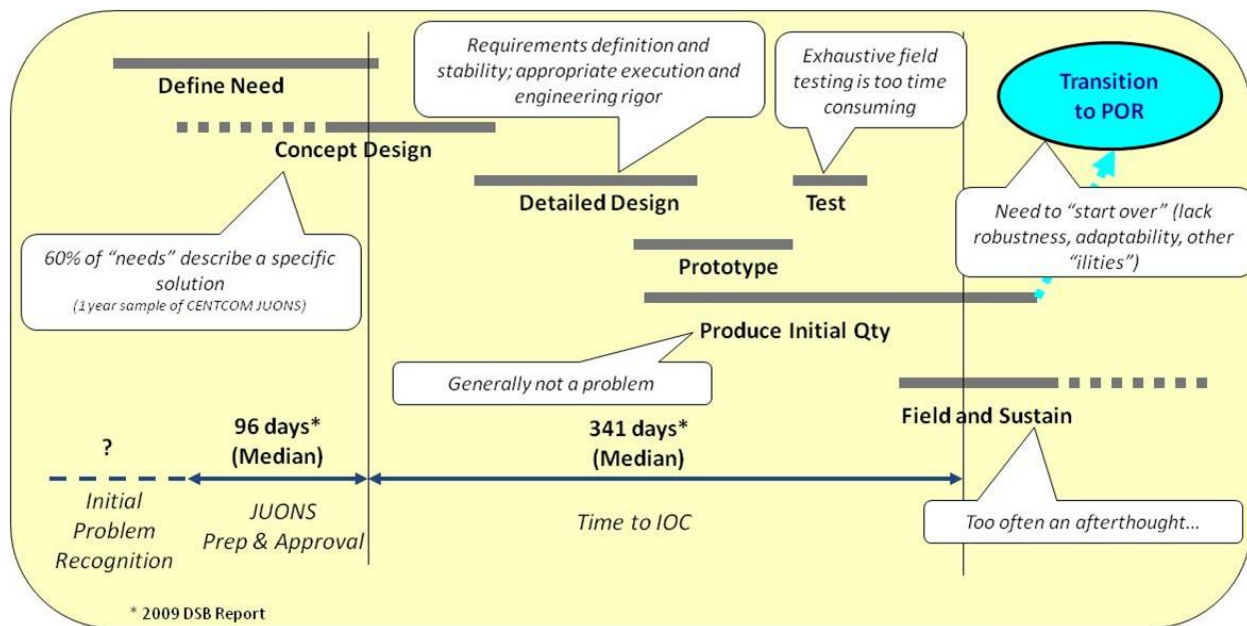 Define Need
Concept Design
60% of “needs” describe a specific
solution
(1 year sample of CENTCOM JUONS)
Requirements definition and
stability; appropriate execution and
engineering rigor
Detailed Design
Exhaustive field
testing is too time
consuming
Test
Transition
to POR
Need to “start over” (lack
robustness, adaptability, other
“ilities”)
Prototype
Produce Initial Qty
Generally not a problem
Field and Sustain
Too often an afterthought...
?
Initial
Problem
Recognition
96 days*
(Median)
JUONS
Prep & Approval
341 days*
(Median)
Time to IOC
* 2009 DSB Report